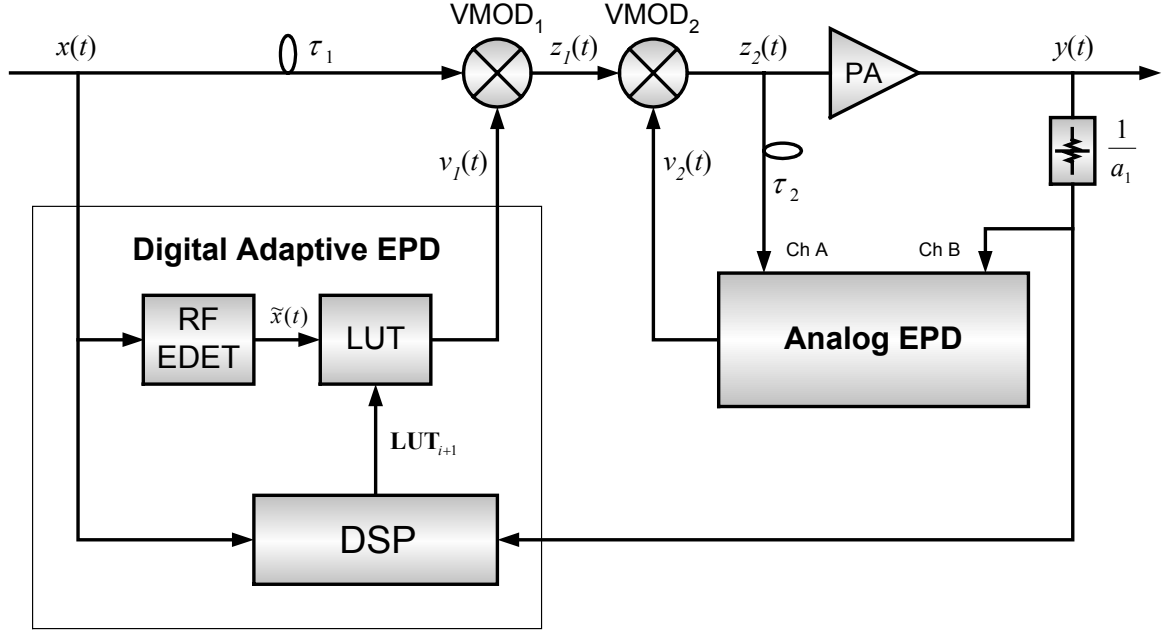 VMOD₁ VMOD₂
x(t) τ₁ z₁(t) z₂(t) y(t)
PA
1
a₁
v₁(t) v₂(t) τ₂
Digital Adaptive EPD
Ch A Ch B
RF
EDET
x̃(t)
LUT
Analog EPD
LUTᵢ₊₁
DSP